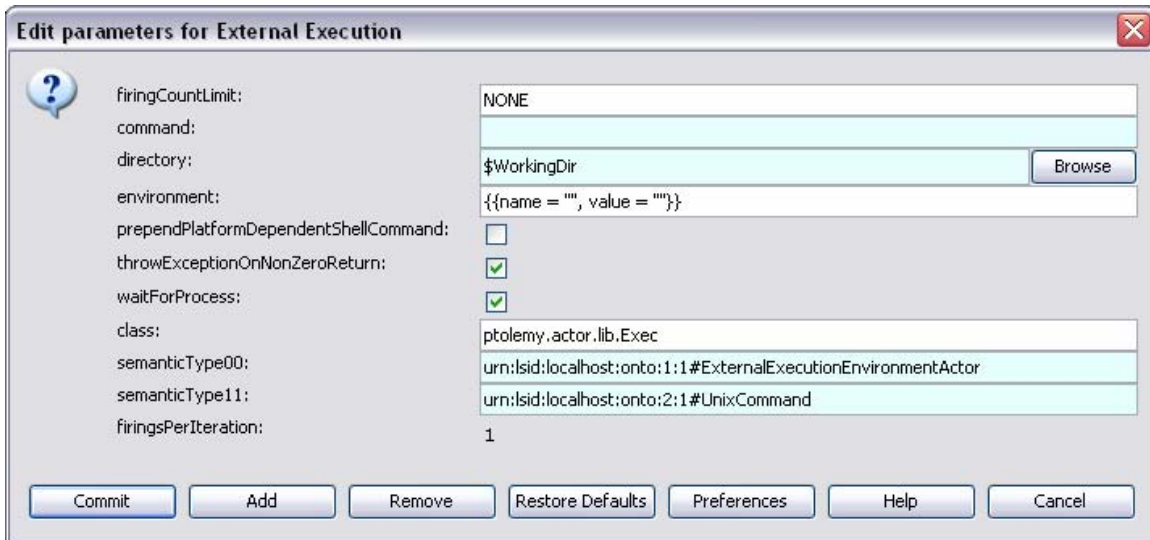 Edit parameters for External Execution
firingCountLimit: NONE
command:
directory: $WorkingDir Browse
environment: {{name = "", value = ""}}
prependPlatformDependentShellCommand:
throwExceptionOnNonZeroReturn:
waitForProcess:
class: ptolemy.actor.lib.Exec
semanticType00: urn:lsid:localhost:onto:1:1#ExternalExecutionEnvironmentActor
semanticType11: urn:lsid:localhost:onto:2:1#UnixCommand
firingsPerIteration: 1
Commit Add Remove Restore Defaults Preferences Help Cancel